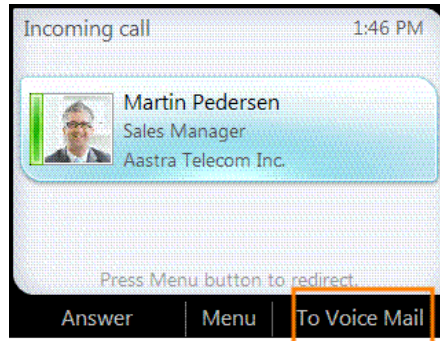 Incoming call 1:46 PM
Martin Pedersen
Sales Manager
Aastra Telecom Inc.
Press Menu button to redirect.
Answer Menu To Voice Mail